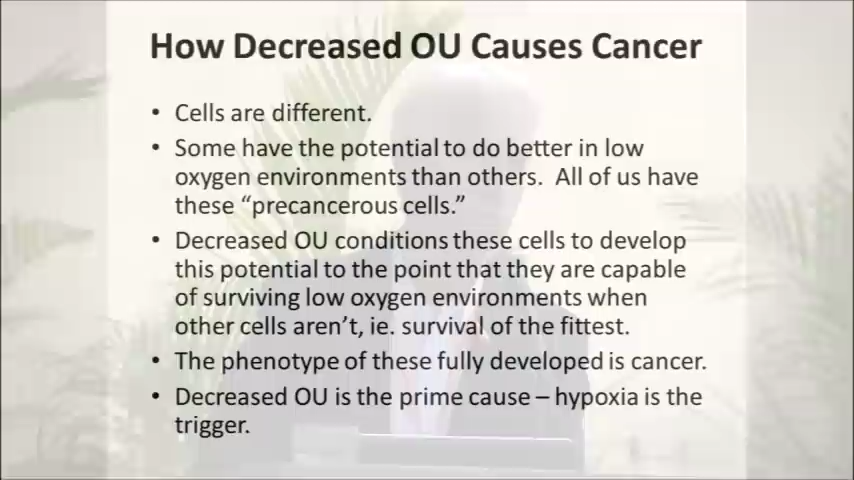 How Decreased OU Causes Cancer
• Cells are different.
• Some have the potential to do better in low
oxygen environments than others.  All of us have
these “precancerous cells.”
• Decreased OU conditions these cells to develop
this potential to the point that they are capable
of surviving low oxygen environments when
other cells aren’t, ie. survival of the fittest.
• The phenotype of these fully developed is cancer.
• Decreased OU is the prime cause – hypoxia is the
trigger.